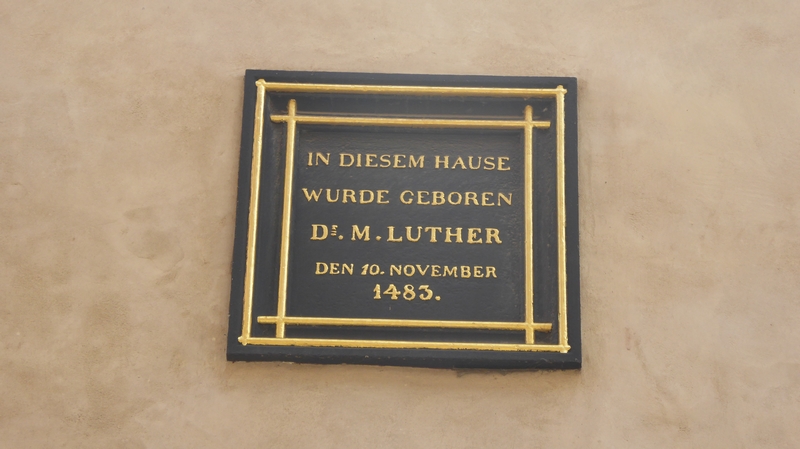 IN DIESEM HAUSE
WURDE GEBOREN
Dr. M. LUTHER
DEN 10. NOVEMBER
1483.